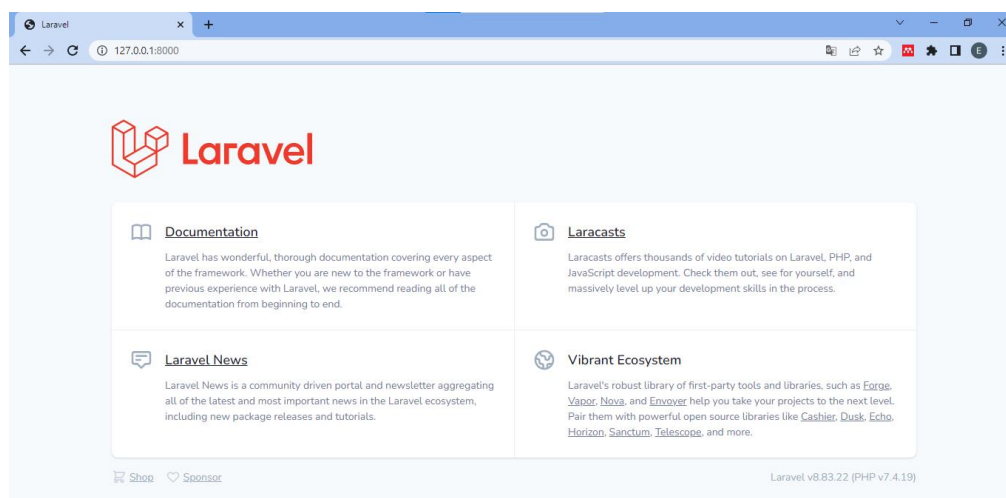 Laravel
127.0.0.1:8000
E
Laravel
Documentation
Laravel has wonderful, thorough documentation covering every aspect
of the framework. Whether you are new to the framework or have
previous experience with Laravel, we recommend reading all of the
documentation from beginning to end.
Laracasts
Laracasts offers thousands of video tutorials on Laravel, PHP, and
JavaScript development. Check them out, see for yourself, and
massively level up your development skills in the process.
Laravel News
Laravel News is a community driven portal and newsletter aggregating
all of the latest and most important news in the Laravel ecosystem,
including new package releases and tutorials.
Vibrant Ecosystem
Laravel's robust library of first-party tools and libraries, such as Forge,
Vapor, Nova, and Envoyer help you take your projects to the next level.
Pair them with powerful open source libraries like Cashier, Dusk, Echo,
Horizon, Sanctum, Telescope, and more.
Shop Sponsor
Laravel v8.83.22 (PHP v7.4.19)